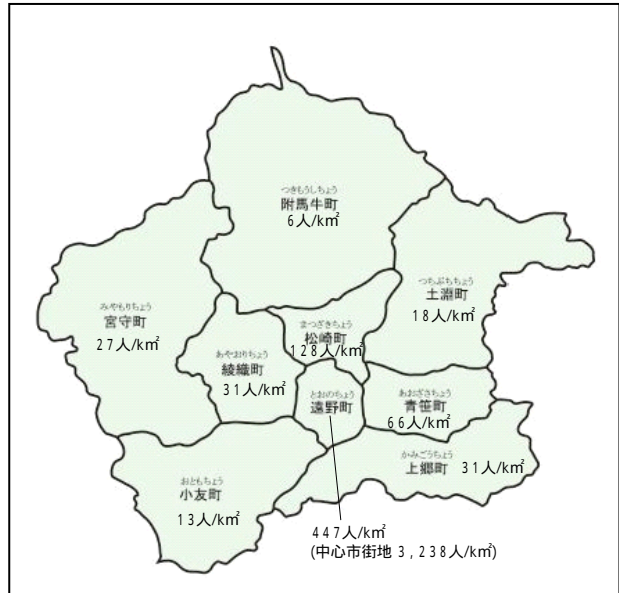 つきもうしちょう
附馬牛町
6人/k㎡
つちぶちちょう
土淵町
18人/k㎡
みやもりちょう
宮守町
27人/k㎡
まつざきちょう
松崎町
128人/k㎡
あやおりちょう
綾織町
31人/k㎡
とおのちょう
遠野町
あおざさちょう
青笹町
66人/k㎡
かみごうちょう
上郷町 31人/k㎡
おともちょう
小友町
13人/k㎡
447人/k㎡
(中心市街地 3,238人/k㎡)